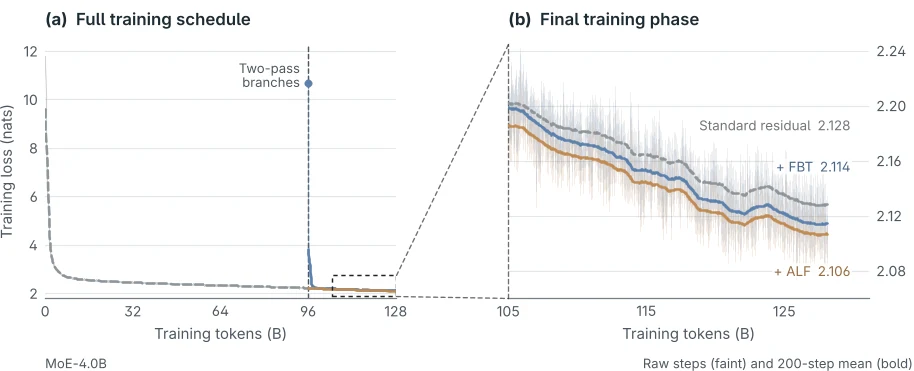 (a) Full training schedule
(b) Final training phase
Training loss (nats)
12
10
8
6
4
2
Two-pass
branches
0
32
64
96
128
Training tokens (B)
2.24
2.20
2.16
2.12
2.08
Standard residual 2.128
+ FBT 2.114
+ ALF 2.106
105
115
125
Training tokens (B)
MoE-4.0B
Raw steps (faint) and 200-step mean (bold)